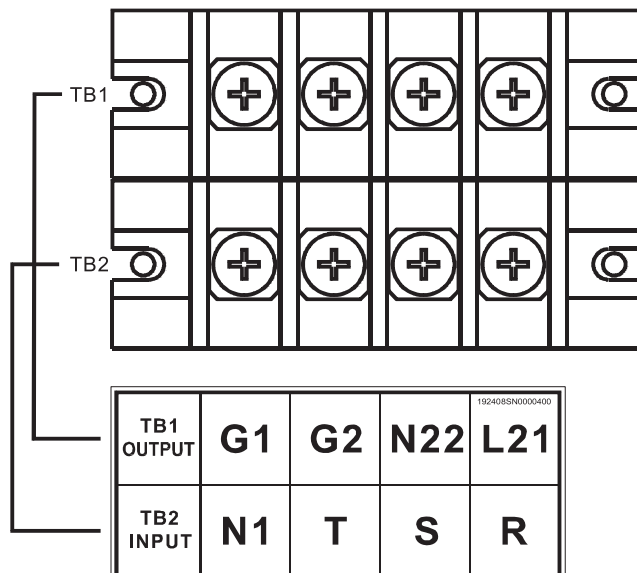 TB1
TB2
192408SN0000400
TB1 OUTPUT G1 G2 N22 L21
TB2 INPUT N1 T S R